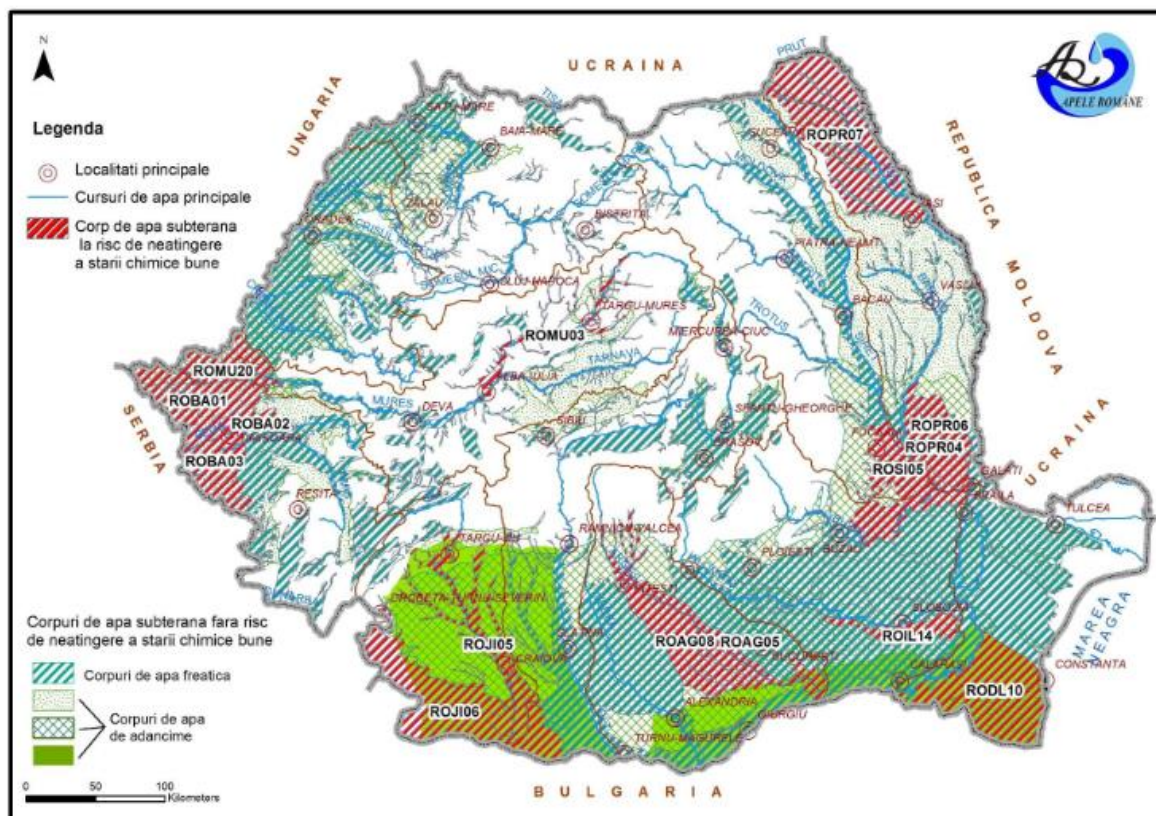 N
UCRAINA
PRUT
APELE ROMÂNE
UNGARIA
TISA
SATU-MARE
BAIA-MARE
SUCEAVA
ROPR07
REPUBLICA MOLDOVA
Legenda
Localitati principale
Cursuri de apa principale
Corp de apa subterana
la risc de neatingere
a starii chimice bune
ZALAU
BISTRITA
IASI
ORADEA
PIATRA-NEAMT
SOMESUL MIC
CLUJ-NAPOCA
TARGU-MURES
BACAU
VASLUI
TROTUS
MIERCUREA-CIUC
ROMU03
TARNAVA
ROMU20
ALBA-IULIA
ROBA01
MURES
DEVA
ROBA02
TIMISOARA
SERBIA
ROBA03
SIBIU
SFANTU-GHEORGHE
BRASOV
FOCSANI
ROPR06
ROPR04
ROSI05
UCRAINA
GALATI
BRAILA
TULCEA
RESITA
RAMNICU-VALCEA
TARGU-JIU
PLOIESTI
BUZAU
DROBETA-TURNU-SEVERIN
PITESTI
SLOBOZIA
MAREA NEAGRA
Corpuri de apa subterana fara risc
de neatingere a starii chimice bune
Corpuri de apa freatica
Corpuri de apa
de adancime
ROJI05
SLATINA
CRAIOVA
ROAG08
ROAG05
ROIL14
BUCURESTI
CALARASI
CONSTANTA
RODL10
ROJI06
ALEXANDRIA
GIURGIU
TURNU-MAGURELE
0 50 100
Kilometers
BULGARIA